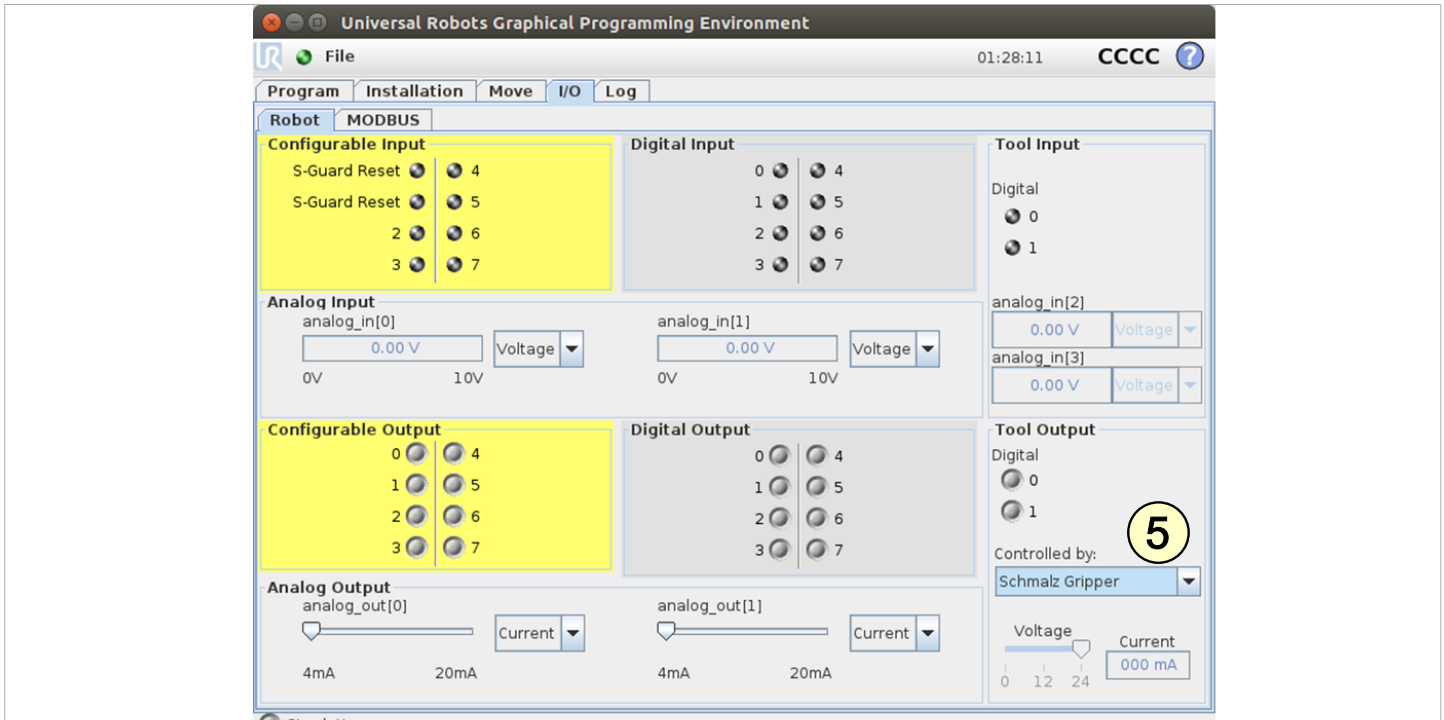 Universal Robots Graphical Programming Environment
UR File 01:28:11 CCCC ?
Program Installation Move I/O Log
Robot MODBUS
Configurable Input
S-Guard Reset 4
S-Guard Reset 5
2 6
3 7
Digital Input
0 4
1 5
2 6
3 7
Tool Input
Digital
0
1
Analog Input
analog_in[0]
0.00 V Voltage
0V 10V
analog_in[1]
0.00 V Voltage
0V 10V
analog_in[2]
0.00 V Voltage
analog_in[3]
0.00 V Voltage
Configurable Output
0 4
1 5
2 6
3 7
Digital Output
0 4
1 5
2 6
3 7
Tool Output
Digital
0
1
5
Controlled by:
Schmalz Gripper
Analog Output
analog_out[0]
Current
4mA 20mA
analog_out[1]
Current
4mA 20mA
Voltage
0 12 24
Current
000 mA